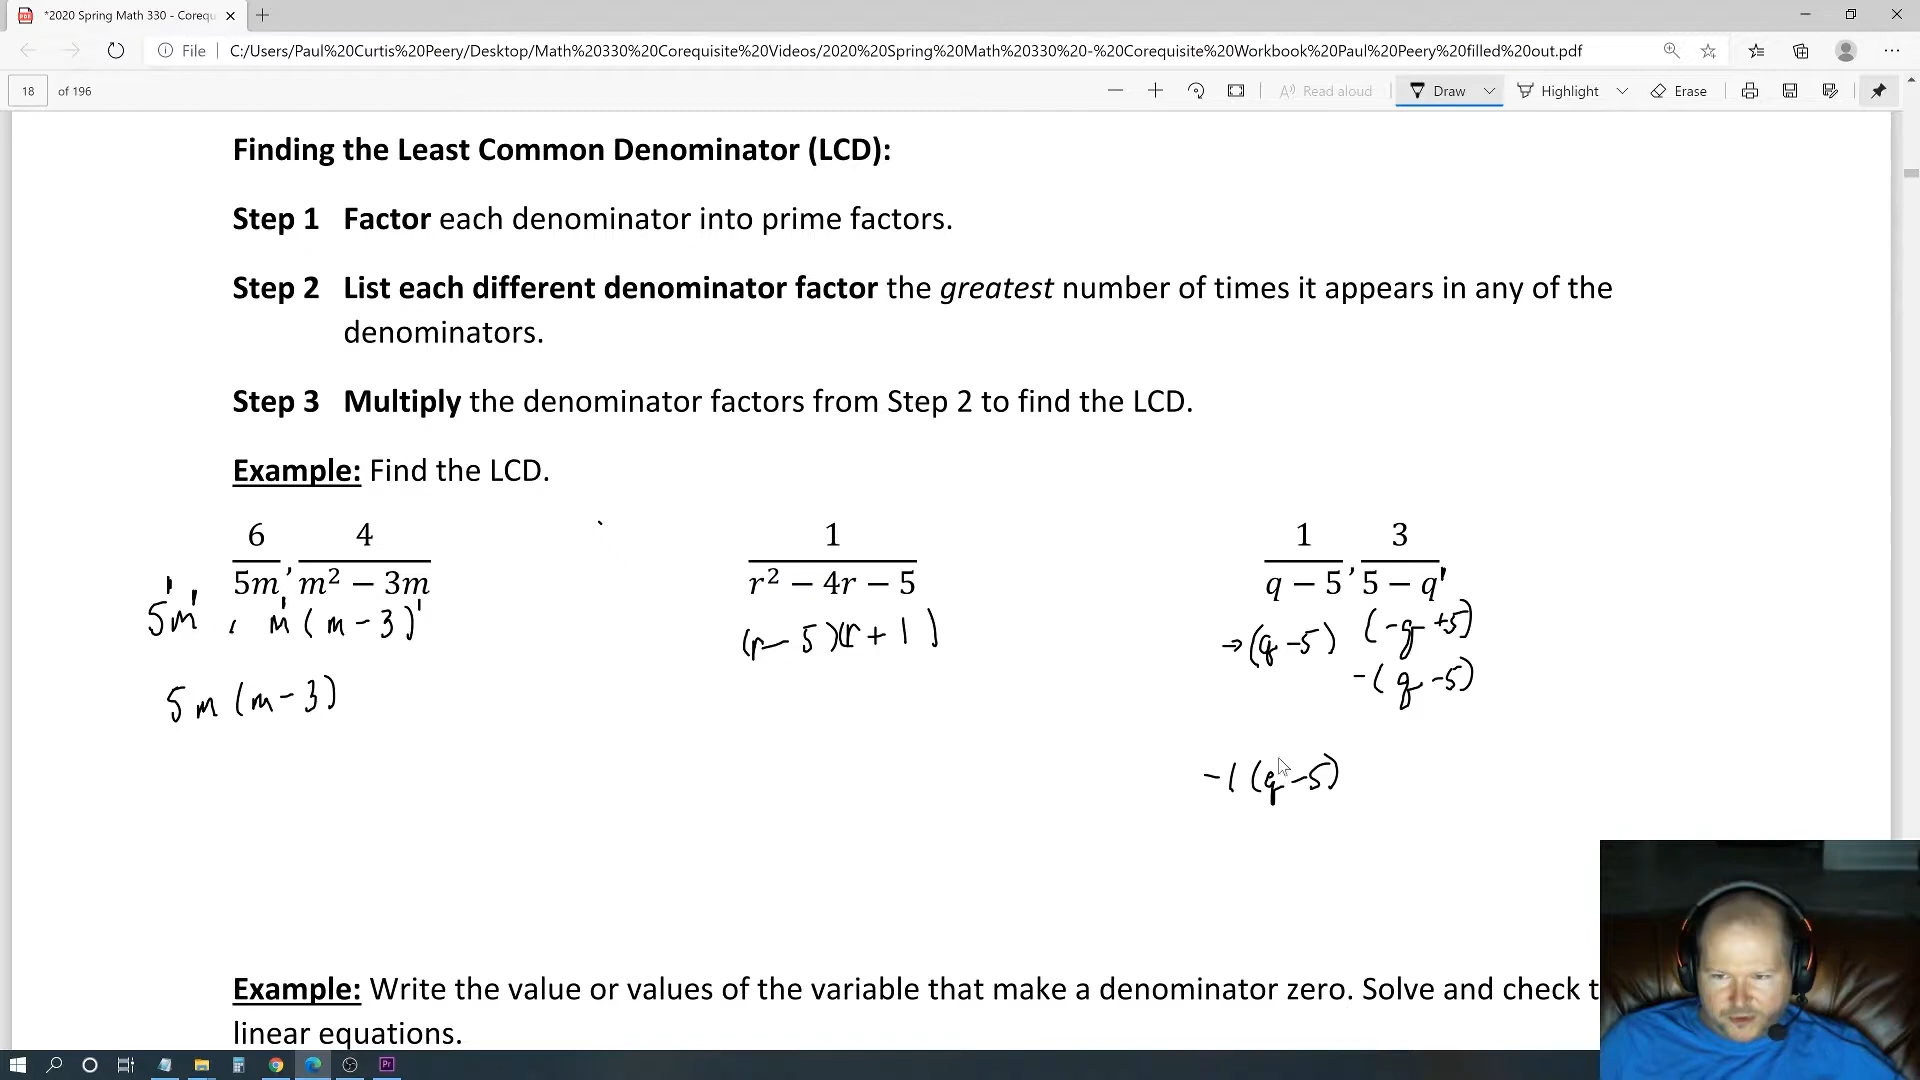 *2020 Spring Math 330 - Corequ
File C:/Users/Paul%20Curtis%20Peery/Desktop/Math%20330%20Corequisite%20Videos/2020%20Spring%20Math%20330%20-%20Corequisite%20Workbook%20Paul%20Peery%20filled%20out.pdf
18 of 196 Read aloud Draw Highlight Erase
Finding the Least Common Denominator (LCD):
Step 1 Factor each denominator into prime factors.
Step 2 List each different denominator factor the greatest number of times it appears in any of the
denominators.
Step 3 Multiply the denominator factors from Step 2 to find the LCD.
Example: Find the LCD.
6/5m, 4/m² − 3m
5m, m(m-3)
5m(m-3)
1/r² − 4r − 5
(r-5)(r+1)
1/q − 5, 3/5 − q
→(q-5) (-q+5)
-(q-5)
-1(q-5)
Example: Write the value or values of the variable that make a denominator zero. Solve and check t
linear equations.
Pr